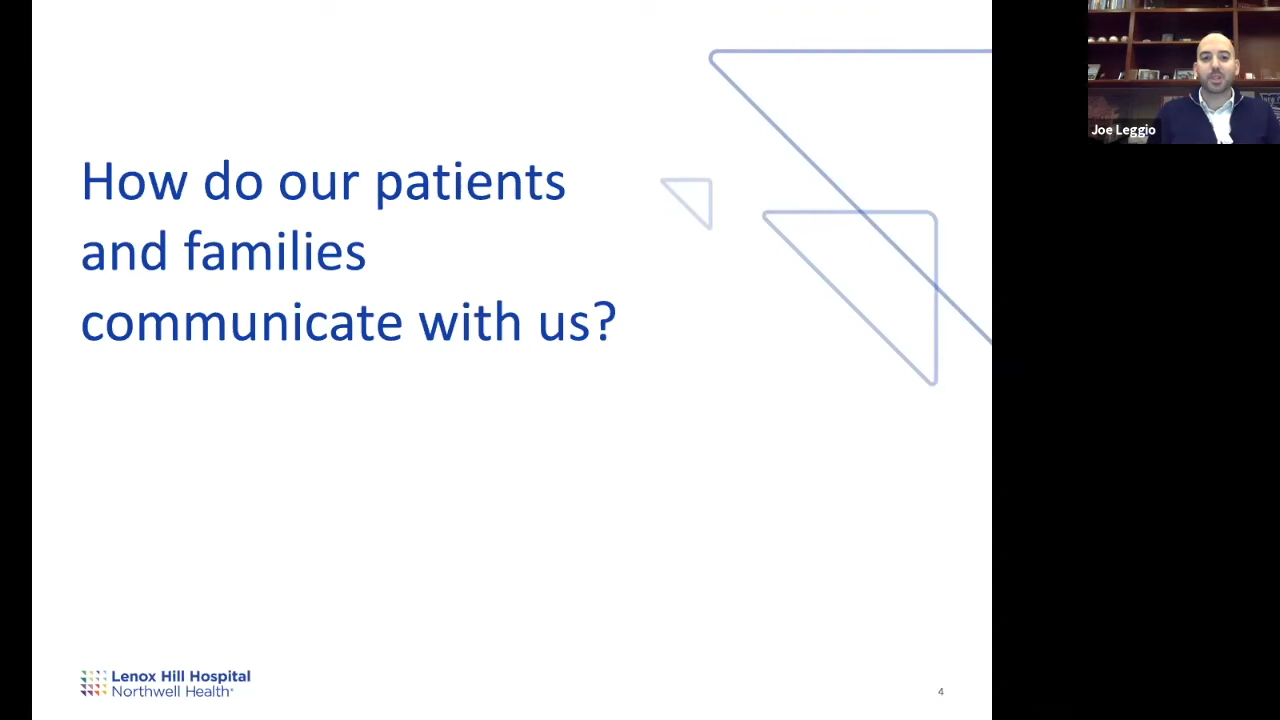 How do our patients
and families
communicate with us?
Joe Leggio
Lenox Hill Hospital
Northwell Health
4